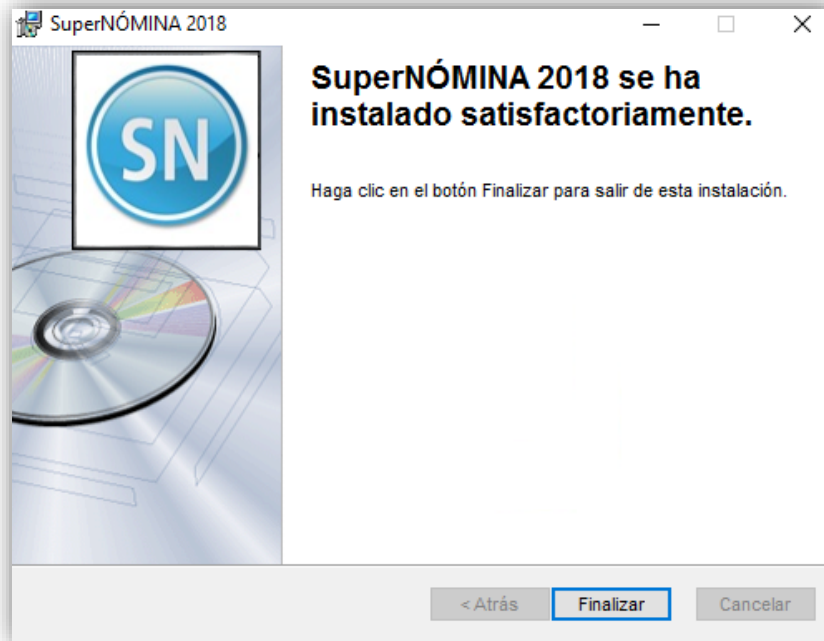 SuperNÓMINA 2018
SN
SuperNÓMINA 2018 se ha
instalado satisfactoriamente.
Haga clic en el botón Finalizar para salir de esta instalación.
< Atrás
Finalizar
Cancelar